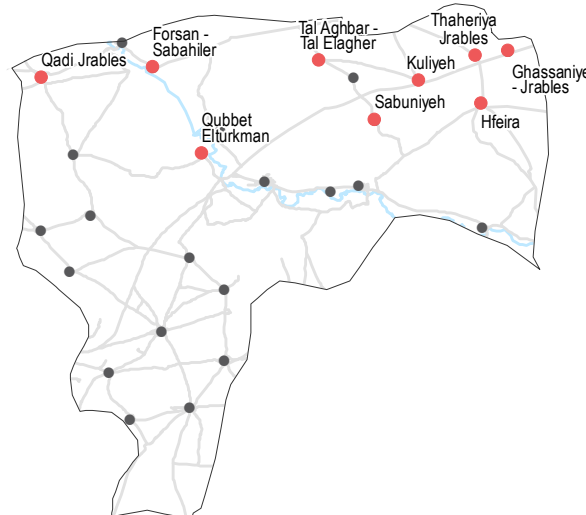 Qadi Jrables
Forsan -
Sabahiler
Tal Aghbar -
Tal Elagher
Thaheriya
Jrables
Kuliyeh
Ghassaniye
- Jrables
Sabuniyeh
Hfeira
Qubbet
Elturkman